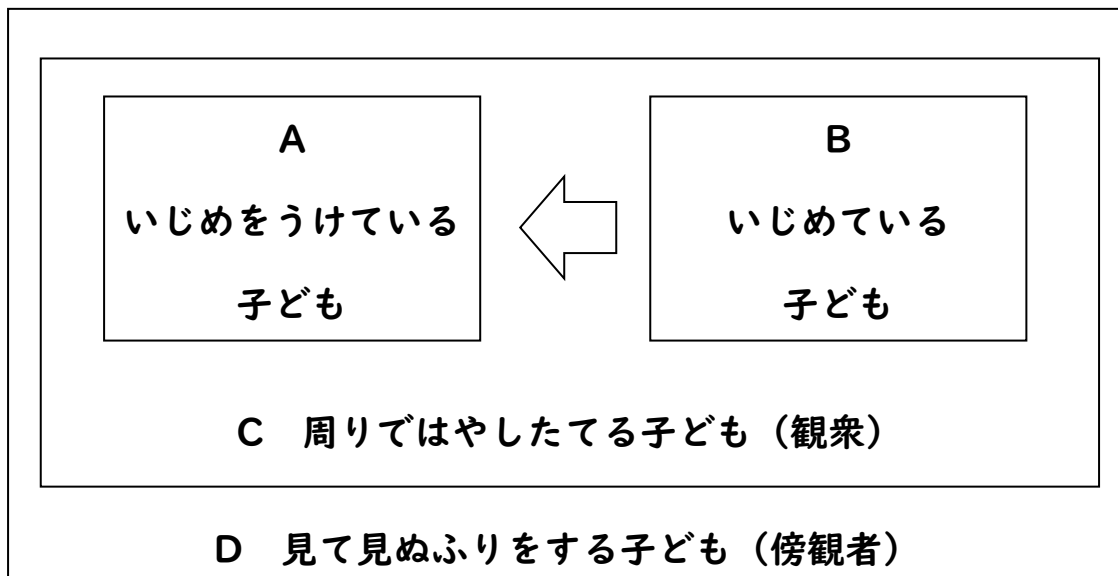 A
いじめをうけている
子ども
B
いじめている
子ども
C　周りではやしたてる子ども（観衆）
D　見て見ぬふりをする子ども（傍観者）